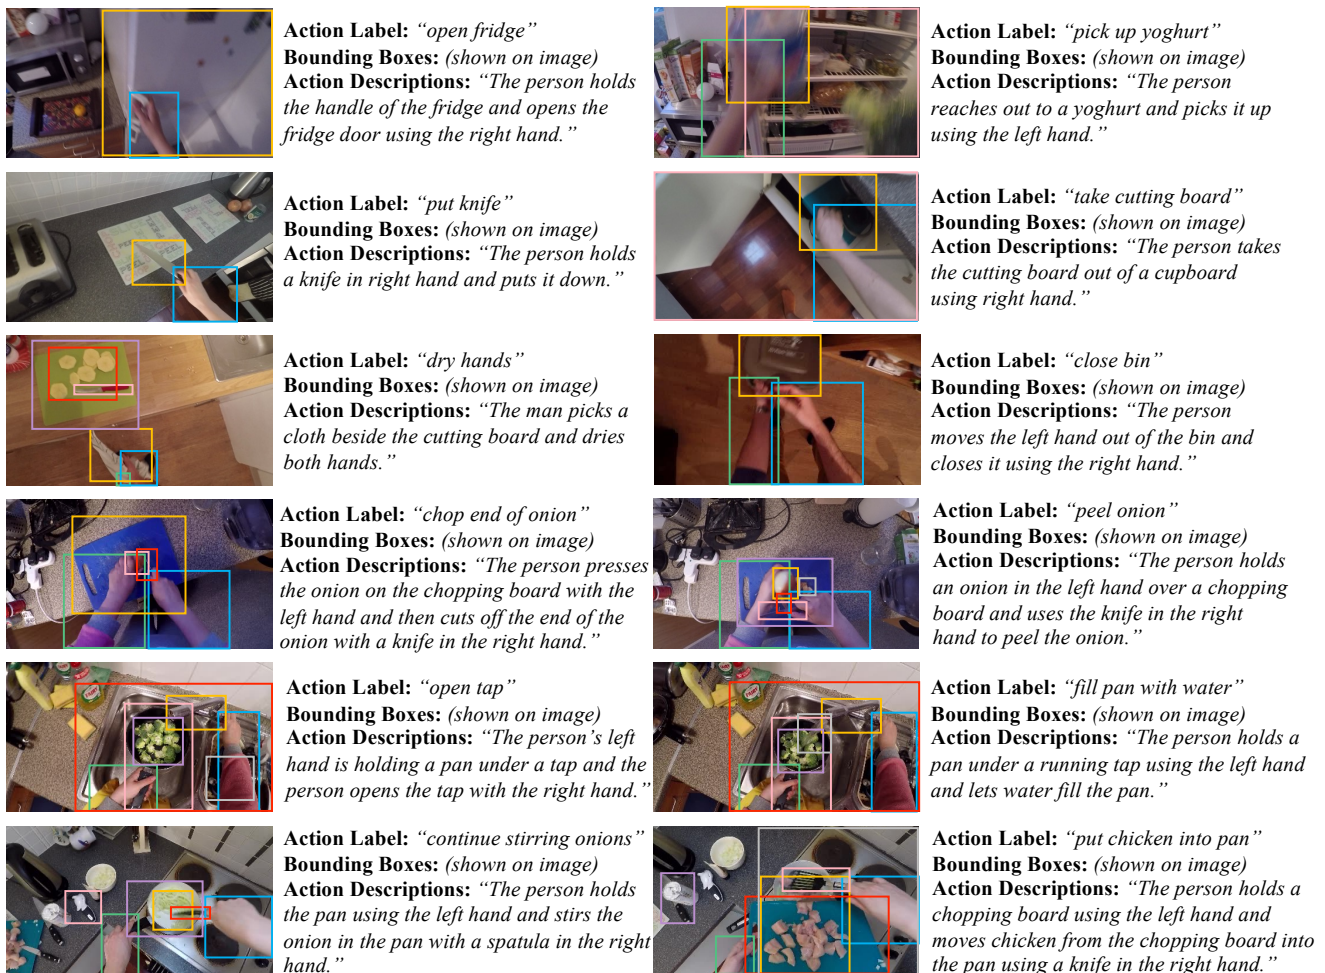 Action Label: “open fridge”
Bounding Boxes: (shown on image)
Action Descriptions: “The person holds
the handle of the fridge and opens the
fridge door using the right hand.”
Action Label: “pick up yoghurt”
Bounding Boxes: (shown on image)
Action Descriptions: “The person
reaches out to a yoghurt and picks it up
using the left hand.”
Action Label: “put knife”
Bounding Boxes: (shown on image)
Action Descriptions: “The person holds
a knife in right hand and puts it down.”
Action Label: “take cutting board”
Bounding Boxes: (shown on image)
Action Descriptions: “The person takes
the cutting board out of a cupboard
using right hand.”
Action Label: “dry hands”
Bounding Boxes: (shown on image)
Action Descriptions: “The man picks a
cloth beside the cutting board and dries
both hands.”
Action Label: “close bin”
Bounding Boxes: (shown on image)
Action Descriptions: “The person
moves the left hand out of the bin and
closes it using the right hand.”
Action Label: “chop end of onion”
Bounding Boxes: (shown on image)
Action Descriptions: “The person presses
the onion on the chopping board with the
left hand and then cuts off the end of the
onion with a knife in the right hand.”
Action Label: “peel onion”
Bounding Boxes: (shown on image)
Action Descriptions: “The person holds
an onion in the left hand over a chopping
board and uses the knife in the right
hand to peel the onion.”
Action Label: “open tap”
Bounding Boxes: (shown on image)
Action Descriptions: “The person’s left
hand is holding a pan under a tap and the
person opens the tap with the right hand.”
Action Label: “fill pan with water”
Bounding Boxes: (shown on image)
Action Descriptions: “The person holds a
pan under a running tap using the left hand
and lets water fill the pan.”
Action Label: “continue stirring onions”
Bounding Boxes: (shown on image)
Action Descriptions: “The person holds
the pan using the left hand and stirs the
onion in the pan with a spatula in the right
hand.”
Action Label: “put chicken into pan”
Bounding Boxes: (shown on image)
Action Descriptions: “The person holds a
chopping board using the left hand and
moves chicken from the chopping board into
the pan using a knife in the right hand.”